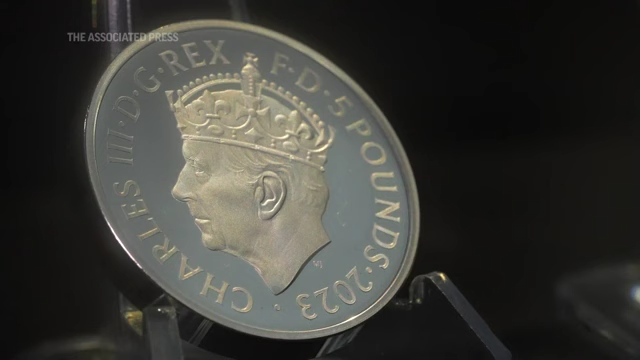 THE ASSOCIATED PRESS
CHARLES III·D·G·REX F·D·5 POUNDS·2023